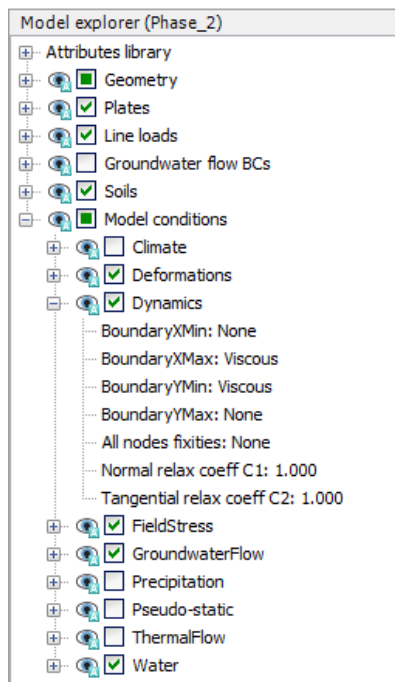 Model explorer (Phase_2)
Attributes library
Geometry
Plates
Line loads
Groundwater flow BCs
Soils
Model conditions
Climate
Deformations
Dynamics
BoundaryXMin: None
BoundaryXMax: Viscous
BoundaryYMin: Viscous
BoundaryYMax: None
All nodes fixities: None
Normal relax coeff C1: 1.000
Tangential relax coeff C2: 1.000
FieldStress
GroundwaterFlow
Precipitation
Pseudo-static
ThermalFlow
Water